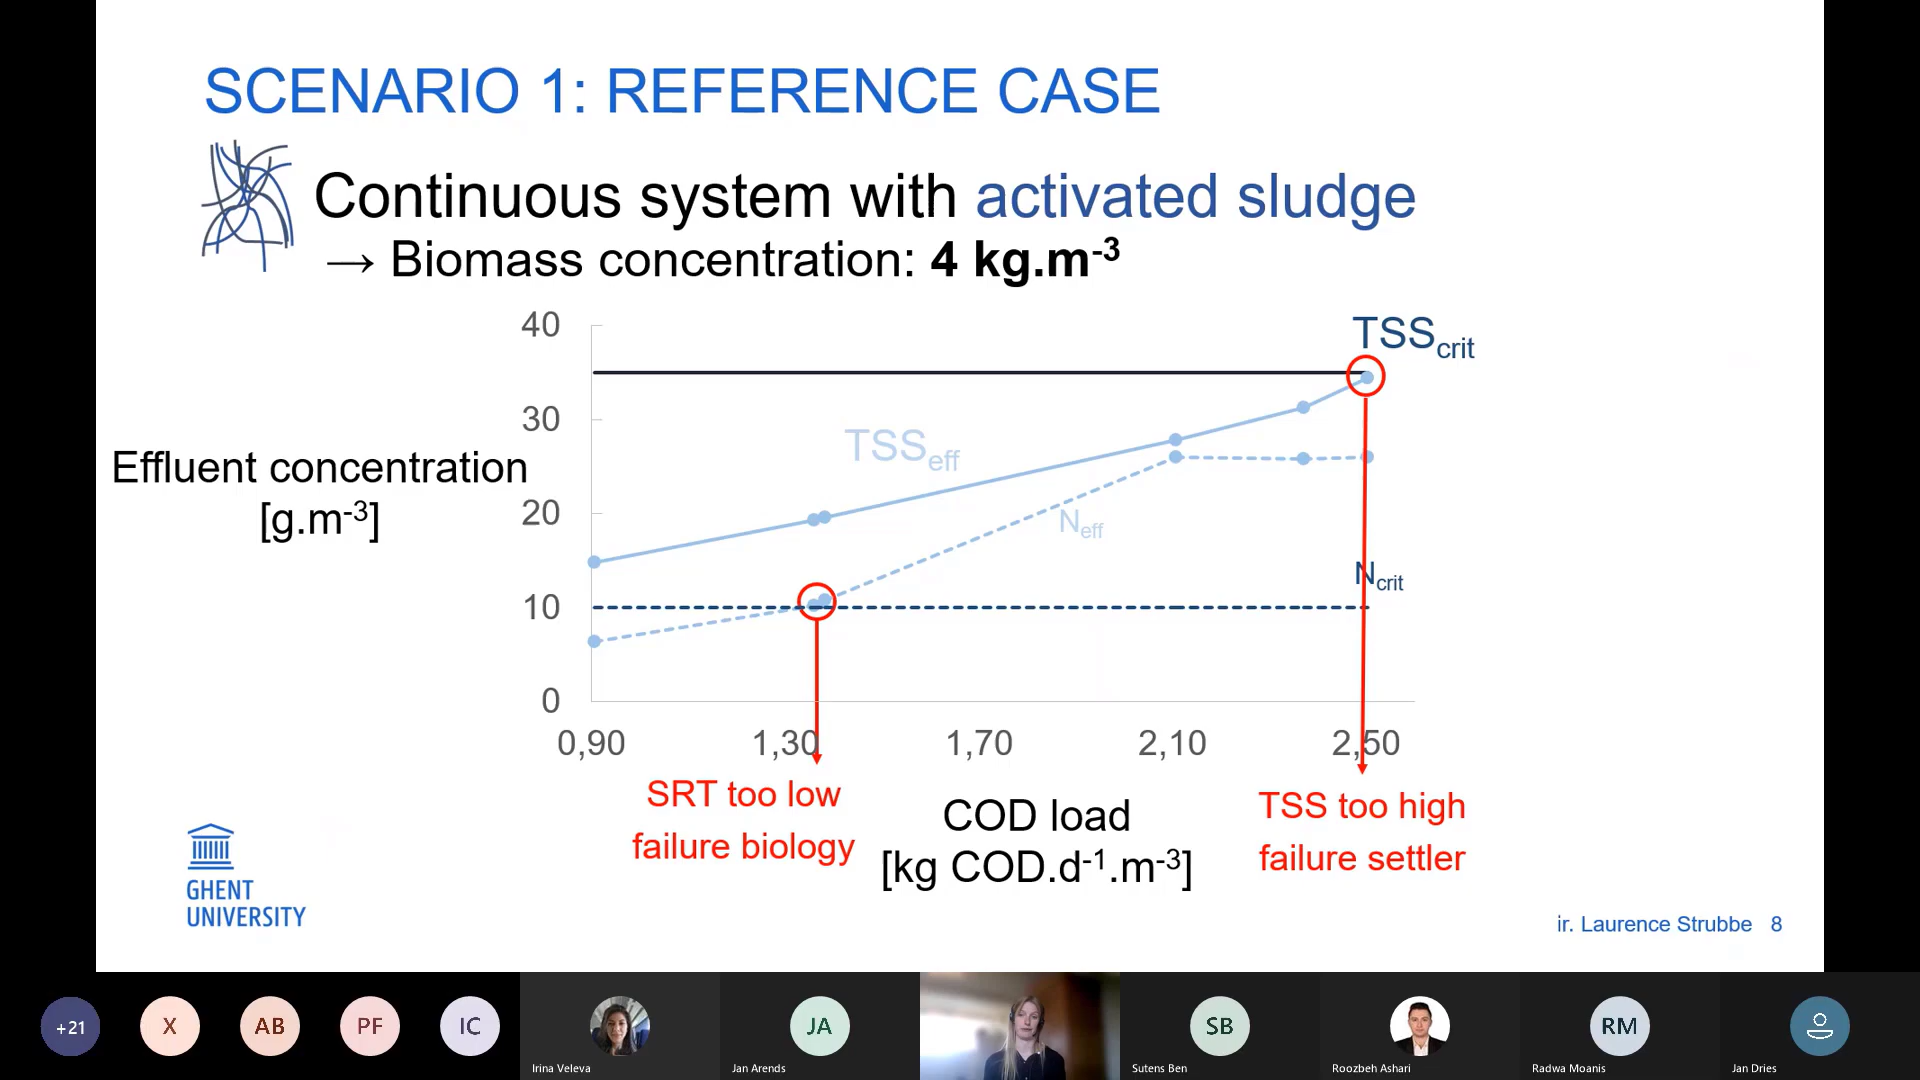 SCENARIO 1: REFERENCE CASE
Continuous system with activated sludge
→ Biomass concentration: 4 kg.m-3
40
30
20
10
0
Effluent concentration
[g.m-3]
TSScrit
TSSeff
Neff
Ncrit
0,90
1,30
1,70
2,10
2,50
SRT too low
failure biology
COD load
[kg COD.d-1.m-3]
TSS too high
failure settler
GHENT
UNIVERSITY
ir. Laurence Strubbe 8
+21
X
AB
PF
IC
Irina Veleva
JA
Jan Arends
SB
Sutens Ben
Roozbeh Ashari
RM
Radwa Moanis
Jan Dries